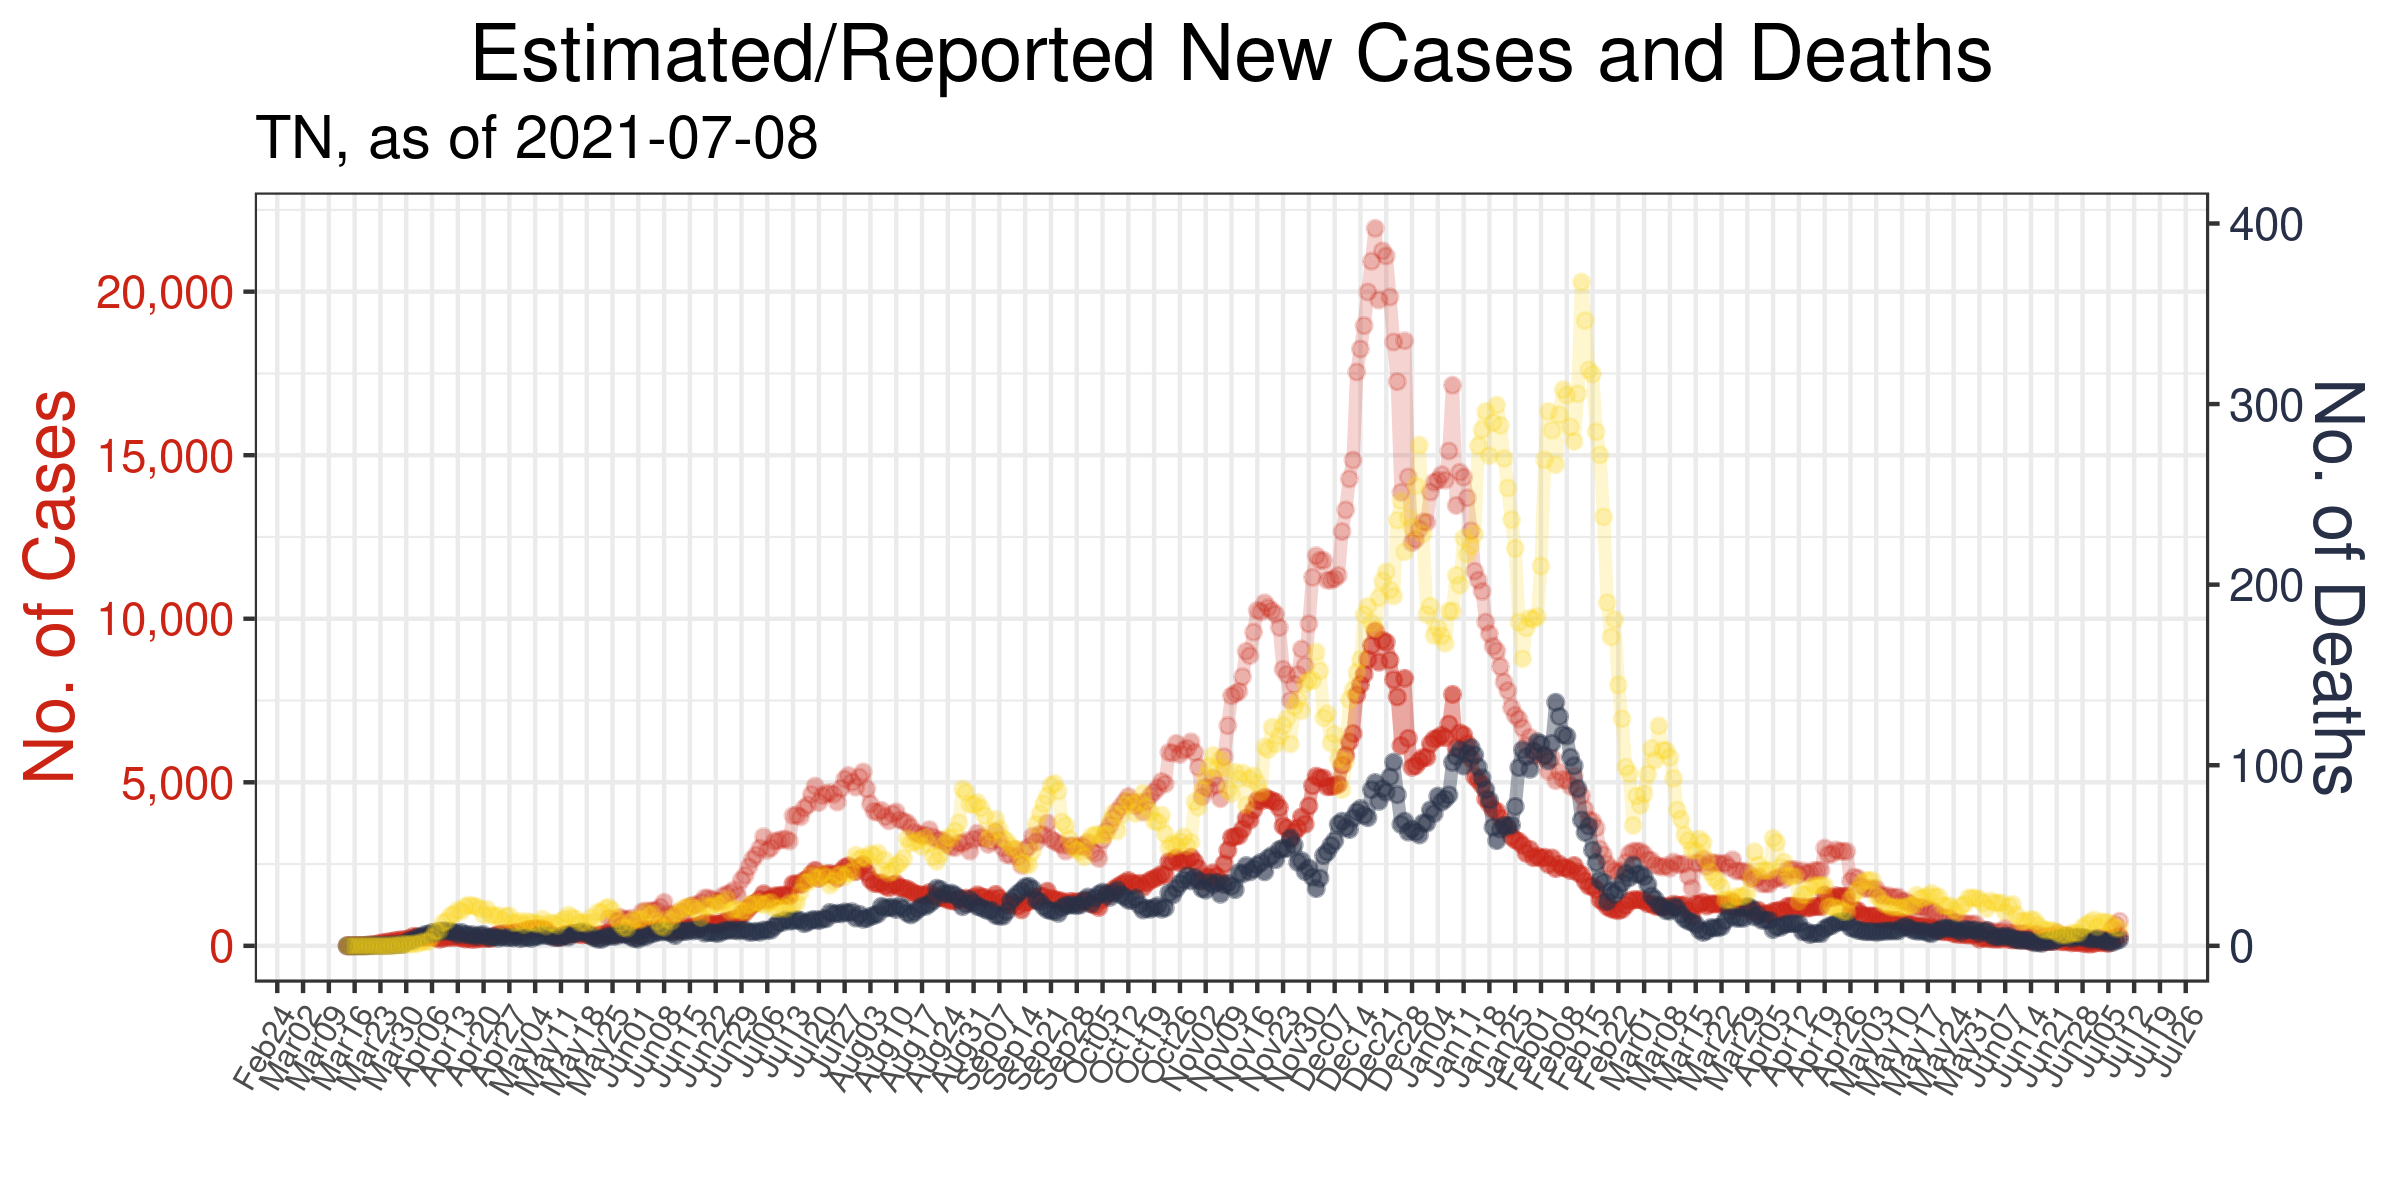 Estimated/Reported New Cases and Deaths
TN, as of 2021-07-08
No. of Cases
20,000
15,000
10,000
5,000
0
400
300
200
100
0
No. of Deaths
Feb24
Mar02
Mar09
Mar16
Mar23
Mar30
Apr06
Apr13
Apr20
Apr27
May04
May11
May18
May25
Jun01
Jun08
Jun15
Jun22
Jun29
Jul06
Jul13
Jul20
Jul27
Aug03
Aug10
Aug17
Aug24
Aug31
Sep07
Sep14
Sep21
Sep28
Oct05
Oct12
Oct19
Oct26
Nov02
Nov09
Nov16
Nov23
Nov30
Dec07
Dec14
Dec21
Dec28
Jan04
Jan11
Jan18
Jan25
Feb01
Feb08
Feb15
Feb22
Mar01
Mar08
Mar15
Mar22
Mar29
Apr05
Apr12
Apr19
Apr26
May03
May10
May17
May24
May31
Jun07
Jun14
Jun21
Jun28
Jul05
Jul12
Jul19
Jul26